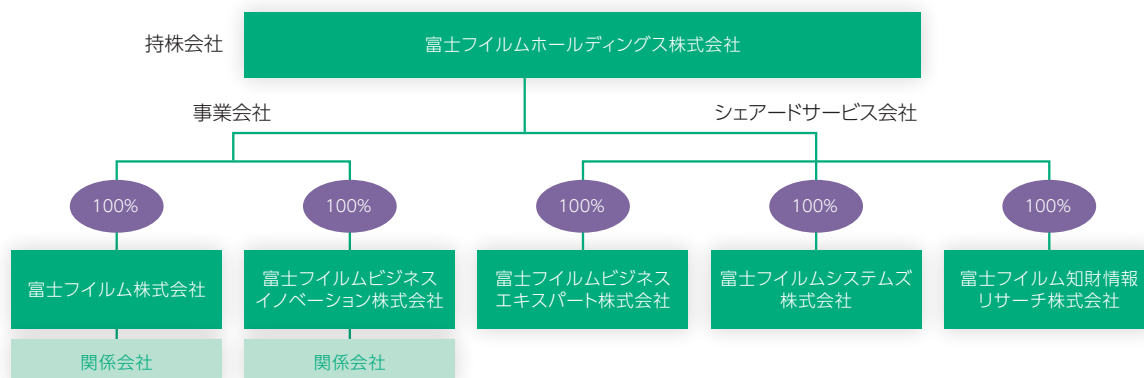 持株会社
富士フイルムホールディングス株式会社
事業会社
シェアードサービス会社
100%
100%
100%
100%
100%
富士フイルム株式会社
富士フイルムビジネス
イノベーション株式会社
富士フイルムビジネス
エキスパート株式会社
富士フイルムシステムズ
株式会社
富士フイルム知財情報
リサーチ株式会社
関係会社
関係会社